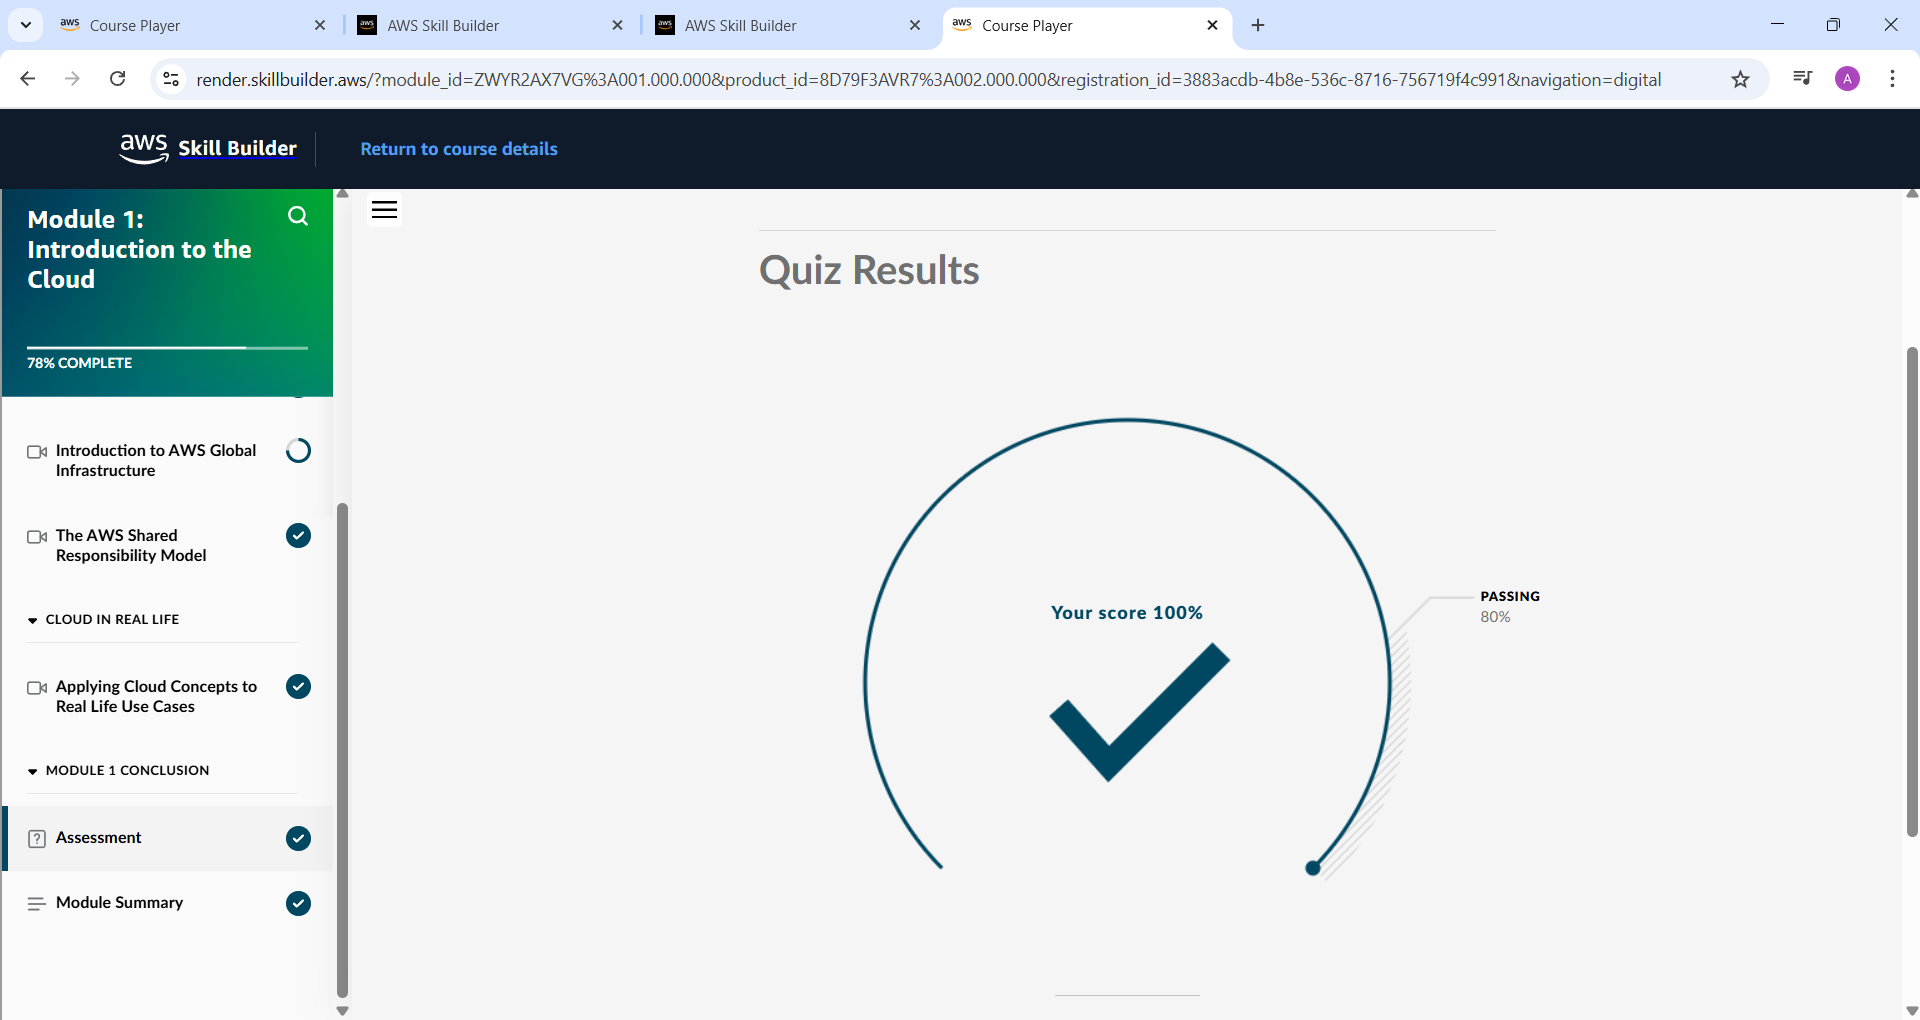 aws Course Player
aws AWS Skill Builder
aws AWS Skill Builder
aws Course Player
render.skillbuilder.aws/?module_id=ZWYR2AX7VG%3A001.000.000&product_id=8D79F3AVR7%3A002.000.000&registration_id=3883acdb-4b8e-536c-8716-756719f4c991&navigation=digital
A
aws Skill Builder
Return to course details
Module 1:
Introduction to the
Cloud
78% COMPLETE
Introduction to AWS Global
Infrastructure
The AWS Shared
Responsibility Model
CLOUD IN REAL LIFE
Applying Cloud Concepts to
Real Life Use Cases
MODULE 1 CONCLUSION
? Assessment
Module Summary
Quiz Results
Your score 100%
PASSING
80%